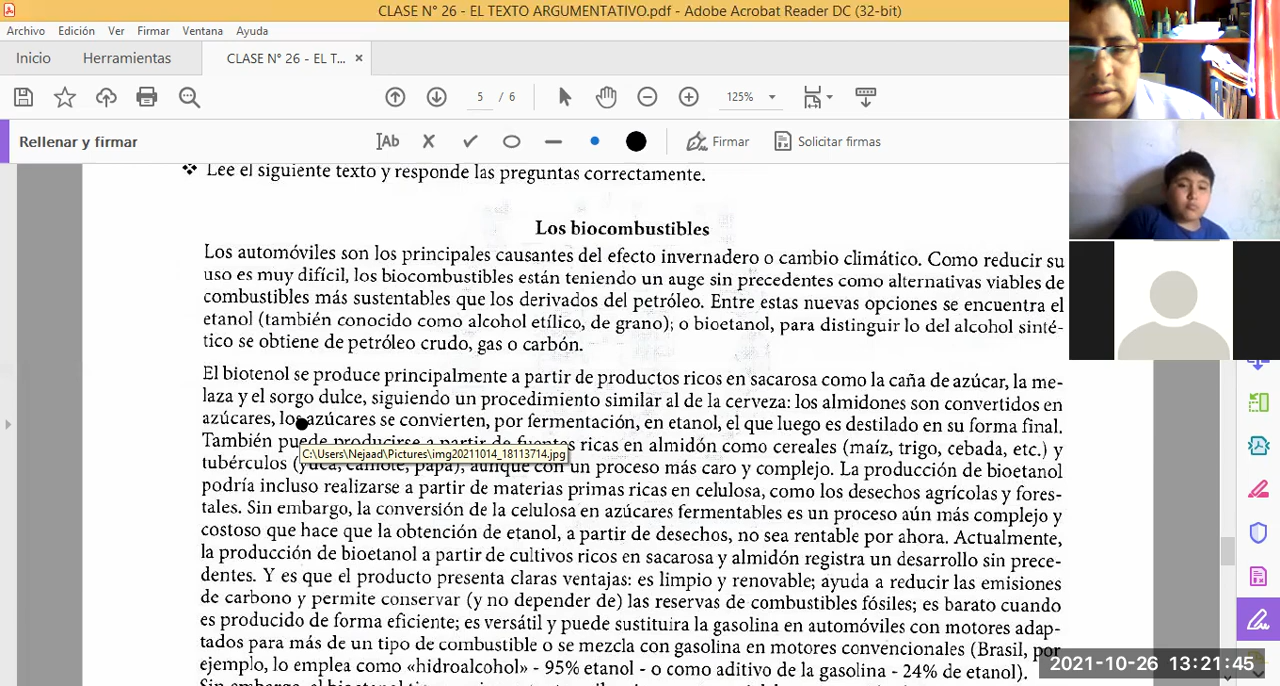 CLASE N° 26 - EL TEXTO ARGUMENTATIVO.pdf - Adobe Acrobat Reader DC (32-bit)
Archivo Edición Ver Firmar Ventana Ayuda
Inicio Herramientas CLASE N° 26 - EL T... ×
5 / 6 125%
Rellenar y firmar Ab Firmar Solicitar firmas
❖ Lee el siguiente texto y responde las preguntas correctamente.
Los biocombustibles
Los automóviles son los principales causantes del efecto invernadero o cambio climático. Como reducir su
uso es muy difícil, los biocombustibles están teniendo un auge sin precedentes como alternativas viables de
combustibles más sustentables que los derivados del petróleo. Entre estas nuevas opciones se encuentra el
etanol (también conocido como alcohol etílico, de grano); o bioetanol, para distinguir lo del alcohol sinté-
tico se obtiene de petróleo crudo, gas o carbón.
El biotenol se produce principalmente a partir de productos ricos en sacarosa como la caña de azúcar, la me-
laza y el sorgo dulce, siguiendo un procedimiento similar al de la cerveza: los almidones son convertidos en
azúcares, los azúcares se convierten, por fermentación, en etanol, el que luego es destilado en su forma final.
También puede producirse a partir de fuentes ricas en almidón como cereales (maíz, trigo, cebada, etc.) y
C:\Users\Nejaad\Pictures\img20211014_18113714.jpg
tubérculos (yuca, camote, papa), aunque con un proceso más caro y complejo. La producción de bioetanol
podría incluso realizarse a partir de materias primas ricas en celulosa, como los desechos agrícolas y fores-
tales. Sin embargo, la conversión de la celulosa en azúcares fermentables es un proceso aún más complejo y
costoso que hace que la obtención de etanol, a partir de desechos, no sea rentable por ahora. Actualmente,
la producción de bioetanol a partir de cultivos ricos en sacarosa y almidón registra un desarrollo sin prece-
dentes. Y es que el producto presenta claras ventajas: es limpio y renovable; ayuda a reducir las emisiones
de carbono y permite conservar (y no depender de) las reservas de combustibles fósiles; es barato cuando
es producido de forma eficiente; es versátil y puede sustituira la gasolina en automóviles con motores adap-
tados para más de un tipo de combustible o se mezcla con gasolina en motores convencionales (Brasil, por
ejemplo, lo emplea como «hidroalcohol» - 95% etanol - o como aditivo de la gasolina - 24% de etanol).
2021-10-26 13:21:45